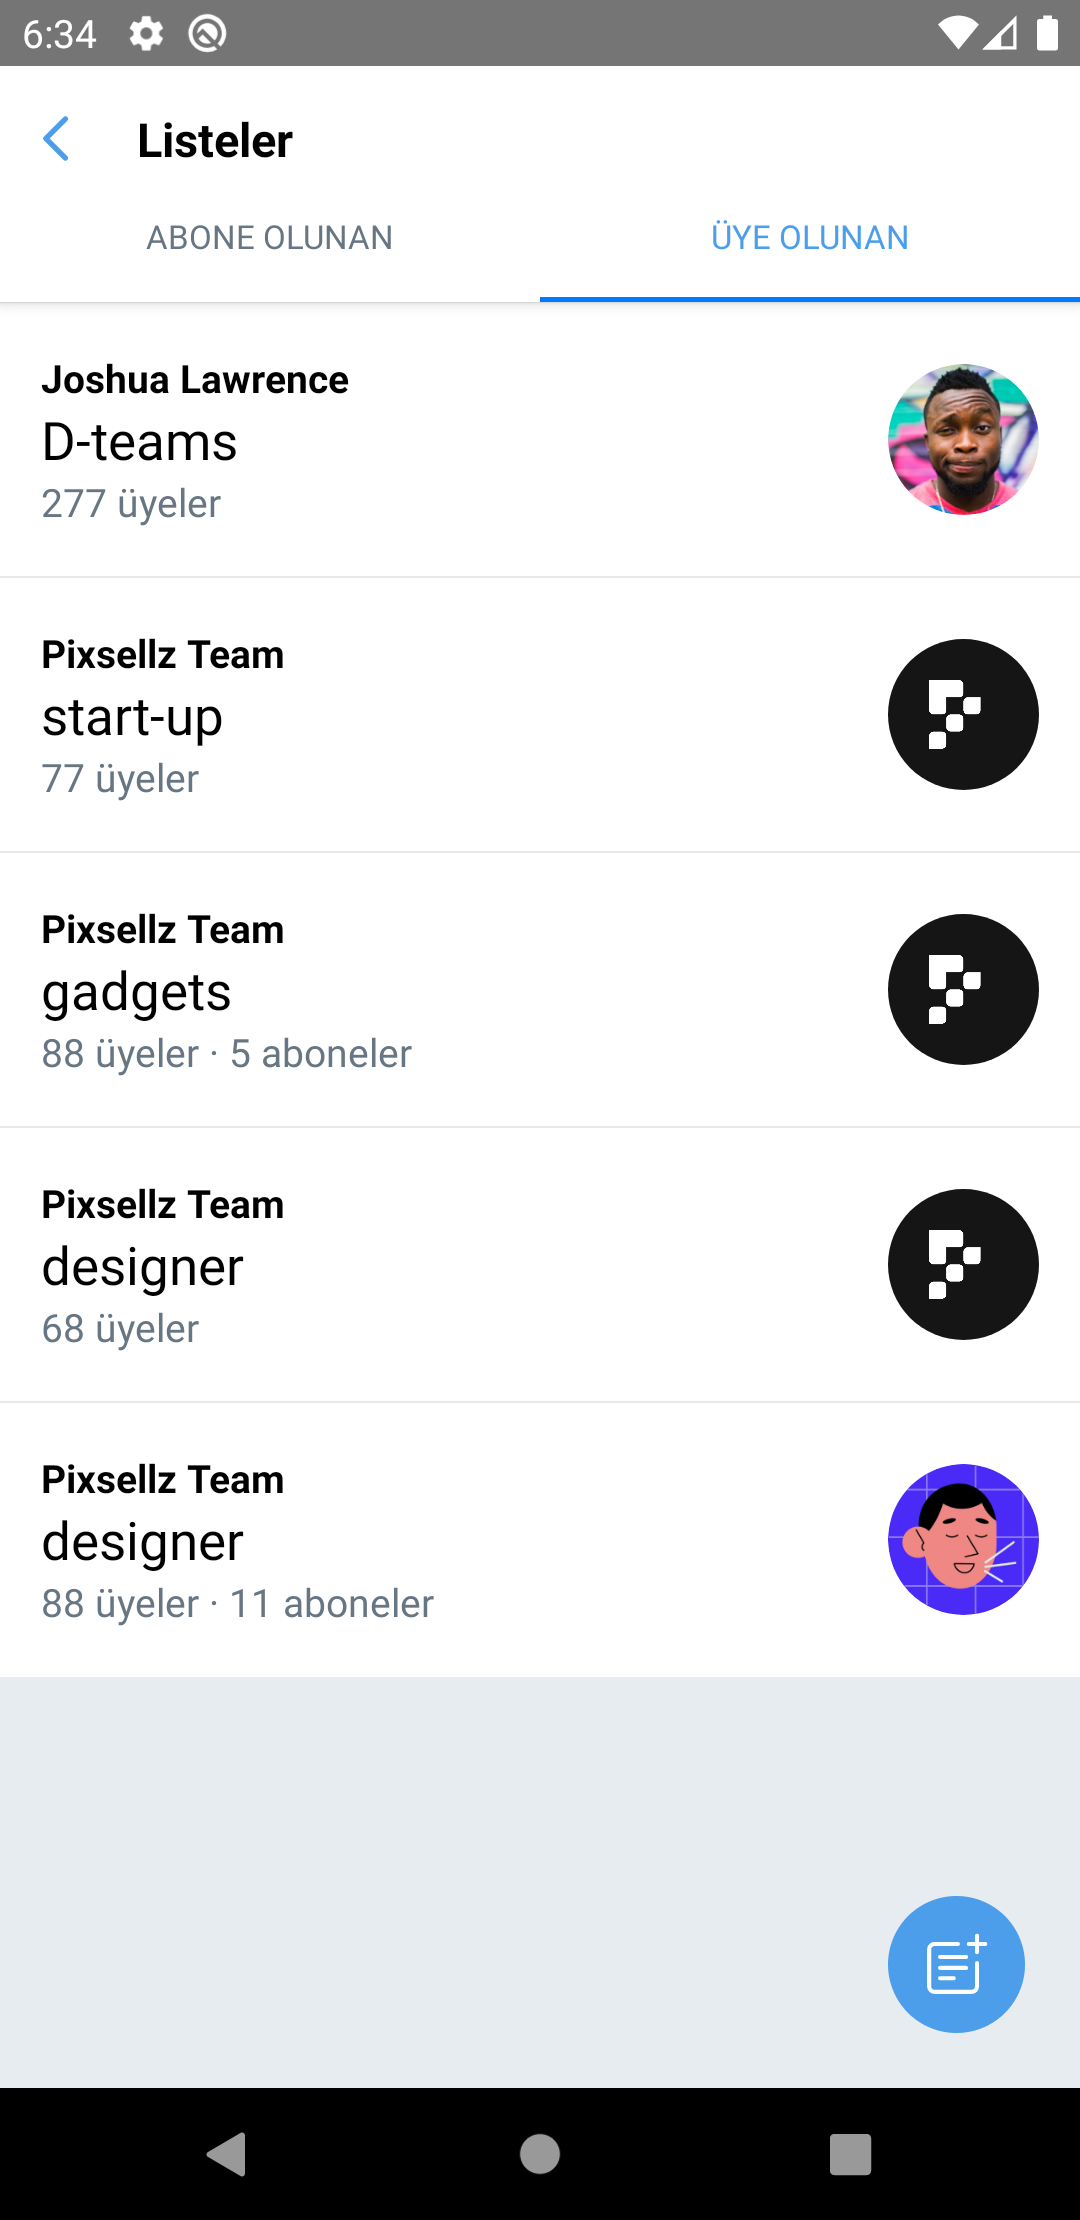 6:34
Listeler
ABONE OLUNAN
ÜYE OLUNAN
Joshua Lawrence
D-teams
277 üyeler
Pixsellz Team
start-up
77 üyeler
Pixsellz Team
gadgets
88 üyeler · 5 aboneler
Pixsellz Team
designer
68 üyeler
Pixsellz Team
designer
88 üyeler · 11 aboneler